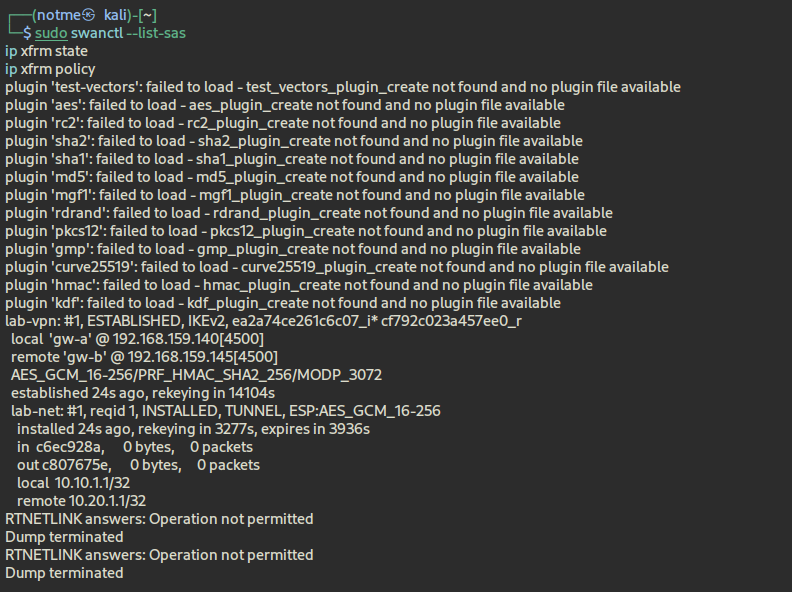 ┌──(notme㉿ kali)-[~]
└─$ sudo swanctl --list-sas
ip xfrm state
ip xfrm policy
plugin 'test-vectors': failed to load - test_vectors_plugin_create not found and no plugin file available
plugin 'aes': failed to load - aes_plugin_create not found and no plugin file available
plugin 'rc2': failed to load - rc2_plugin_create not found and no plugin file available
plugin 'sha2': failed to load - sha2_plugin_create not found and no plugin file available
plugin 'sha1': failed to load - sha1_plugin_create not found and no plugin file available
plugin 'md5': failed to load - md5_plugin_create not found and no plugin file available
plugin 'mgf1': failed to load - mgf1_plugin_create not found and no plugin file available
plugin 'rdrand': failed to load - rdrand_plugin_create not found and no plugin file available
plugin 'pkcs12': failed to load - pkcs12_plugin_create not found and no plugin file available
plugin 'gmp': failed to load - gmp_plugin_create not found and no plugin file available
plugin 'curve25519': failed to load - curve25519_plugin_create not found and no plugin file available
plugin 'hmac': failed to load - hmac_plugin_create not found and no plugin file available
plugin 'kdf': failed to load - kdf_plugin_create not found and no plugin file available
lab-vpn: #1, ESTABLISHED, IKEv2, ea2a74ce261c6c07_i* cf792c023a457ee0_r
  local  'gw-a' @ 192.168.159.140[4500]
  remote 'gw-b' @ 192.168.159.145[4500]
  AES_GCM_16-256/PRF_HMAC_SHA2_256/MODP_3072
  established 24s ago, rekeying in 14104s
  lab-net: #1, reqid 1, INSTALLED, TUNNEL, ESP:AES_GCM_16-256
    installed 24s ago, rekeying in 3277s, expires in 3936s
    in  c6ec928a,      0 bytes,     0 packets
    out c807675e,      0 bytes,     0 packets
    local  10.10.1.1/32
    remote 10.20.1.1/32
RTNETLINK answers: Operation not permitted
Dump terminated
RTNETLINK answers: Operation not permitted
Dump terminated